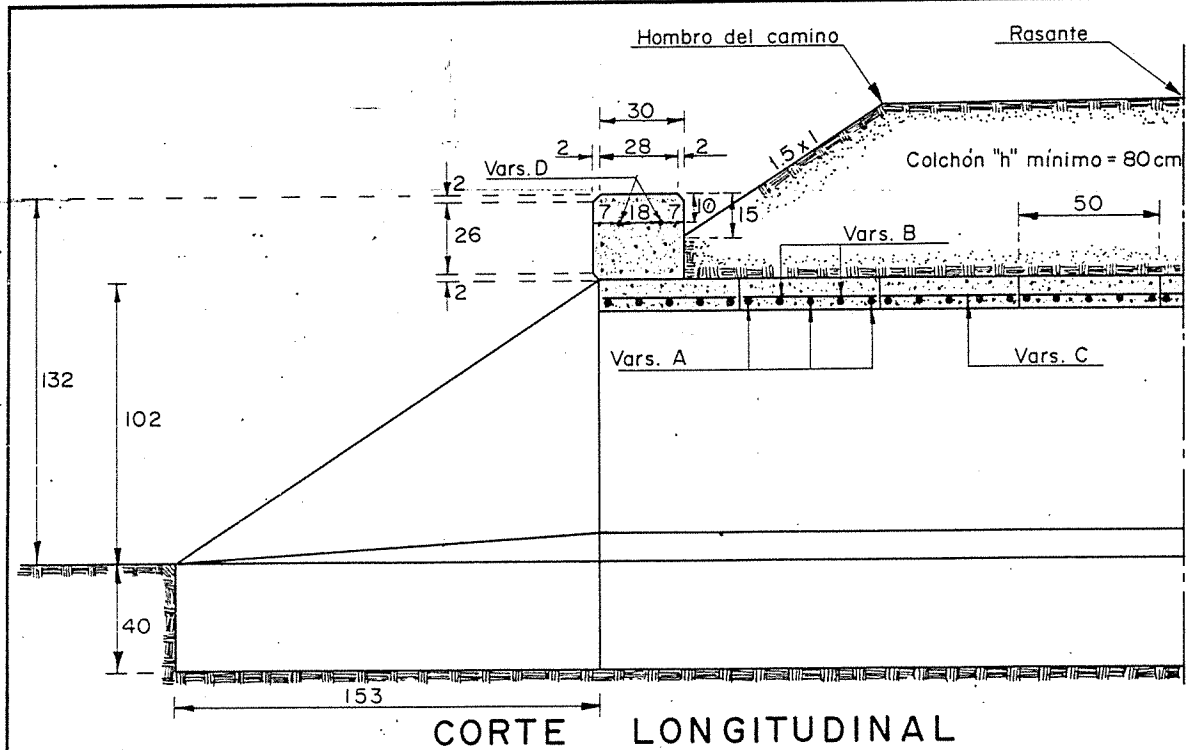 Hombro del camino
Rasante
30
2 28 2
1.5 x 1
Colchón "h" mínimo = 80 cm
Vars. D
2
7 18 7
10
15
50
26
Vars. B
2
Vars. A
Vars. C
132
102
40
153
CORTE LONGITUDINAL